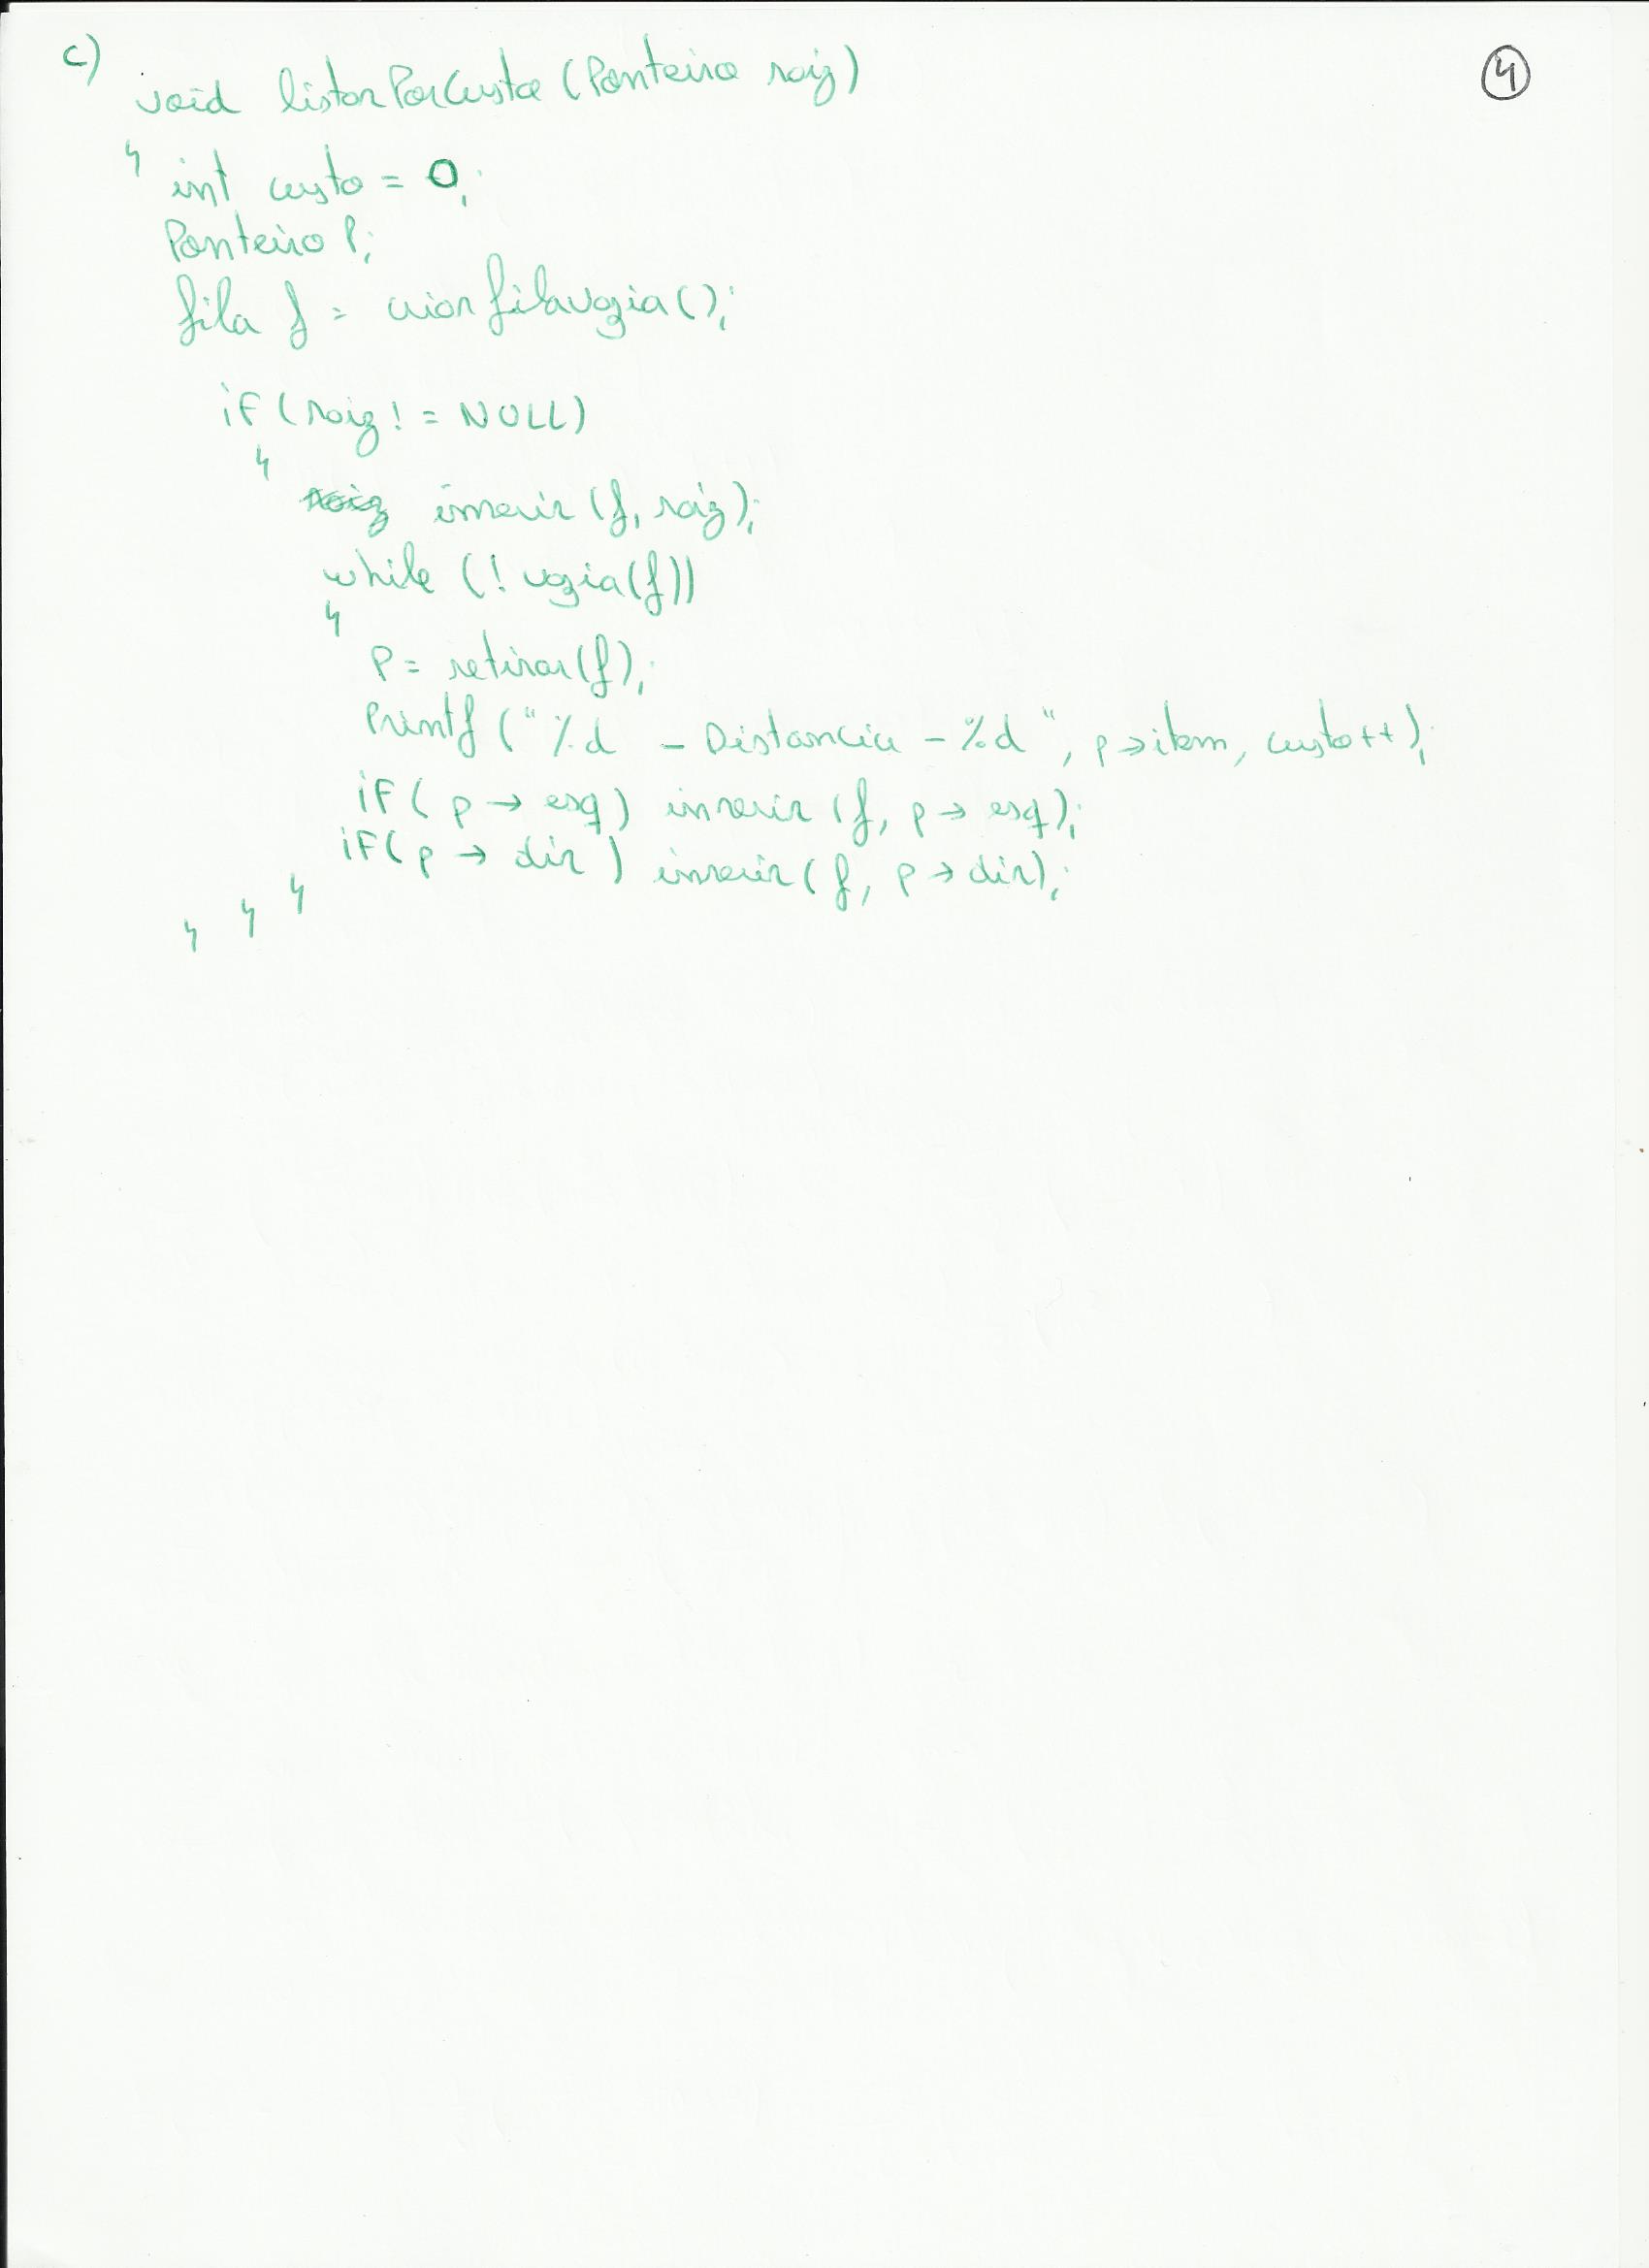 c)
4
void listarPorCusto (Ponteiro raiz)
{
int custo = 0;
Ponteiro P;
fila f = criarfilavazia();
if (raiz != NULL)
{
raiz inserir (f, raiz);
while (! vazia(f))
{
P = retirar(f);
Printf ("%d - Distancia - %d", p->item, custo++);
if (p -> esq) inserir (f, p -> esq);
if (p -> dir) inserir (f, p -> dir);
} } }